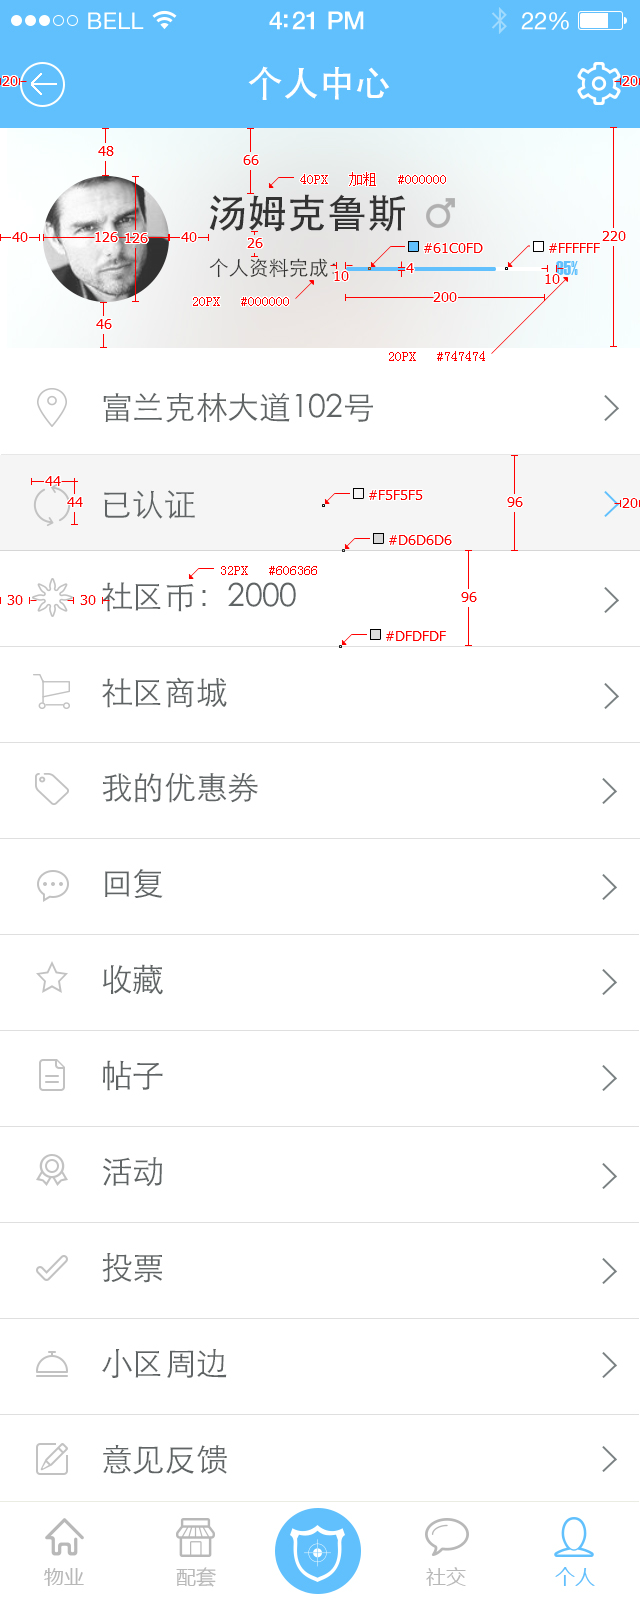 BELL 4:21 PM 22%
20 个人中心 20
48
66
40PX 加粗 #000000
汤姆克鲁斯
40 126 126 40
26
220
#61C0FD #FFFFFF
个人资料完成 10 4 10
20PX #000000
200
46
20PX #747474
富兰克林大道102号
44
44
已认证
#F5F5F5
96
20
#D6D6D6
32PX #606366
30 30 社区币：2000
96
#DFDFDF
社区商城
我的优惠券
回复
收藏
帖子
活动
投票
小区周边
意见反馈
物业 配套 社交 个人